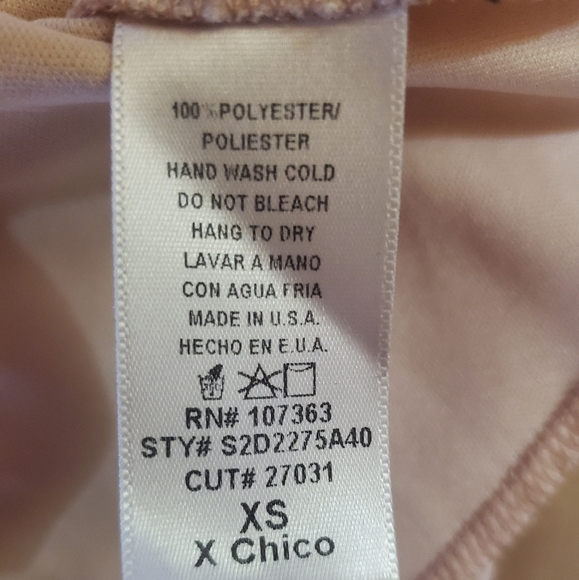 100%POLYESTER/
POLIESTER
HAND WASH COLD
DO NOT BLEACH
HANG TO DRY
LAVAR A MANO
CON AGUA FRIA
MADE IN U.S.A.
HECHO EN E.U.A.
RN# 107363
STY# S2D2275A40
CUT# 27031
XS
X Chico